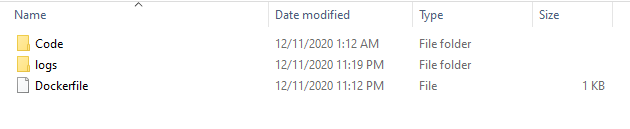 Name Date modified Type Size
Code 12/11/2020 1:12 AM File folder
logs 12/11/2020 11:19 PM File folder
Dockerfile 12/11/2020 11:12 PM File 1 KB